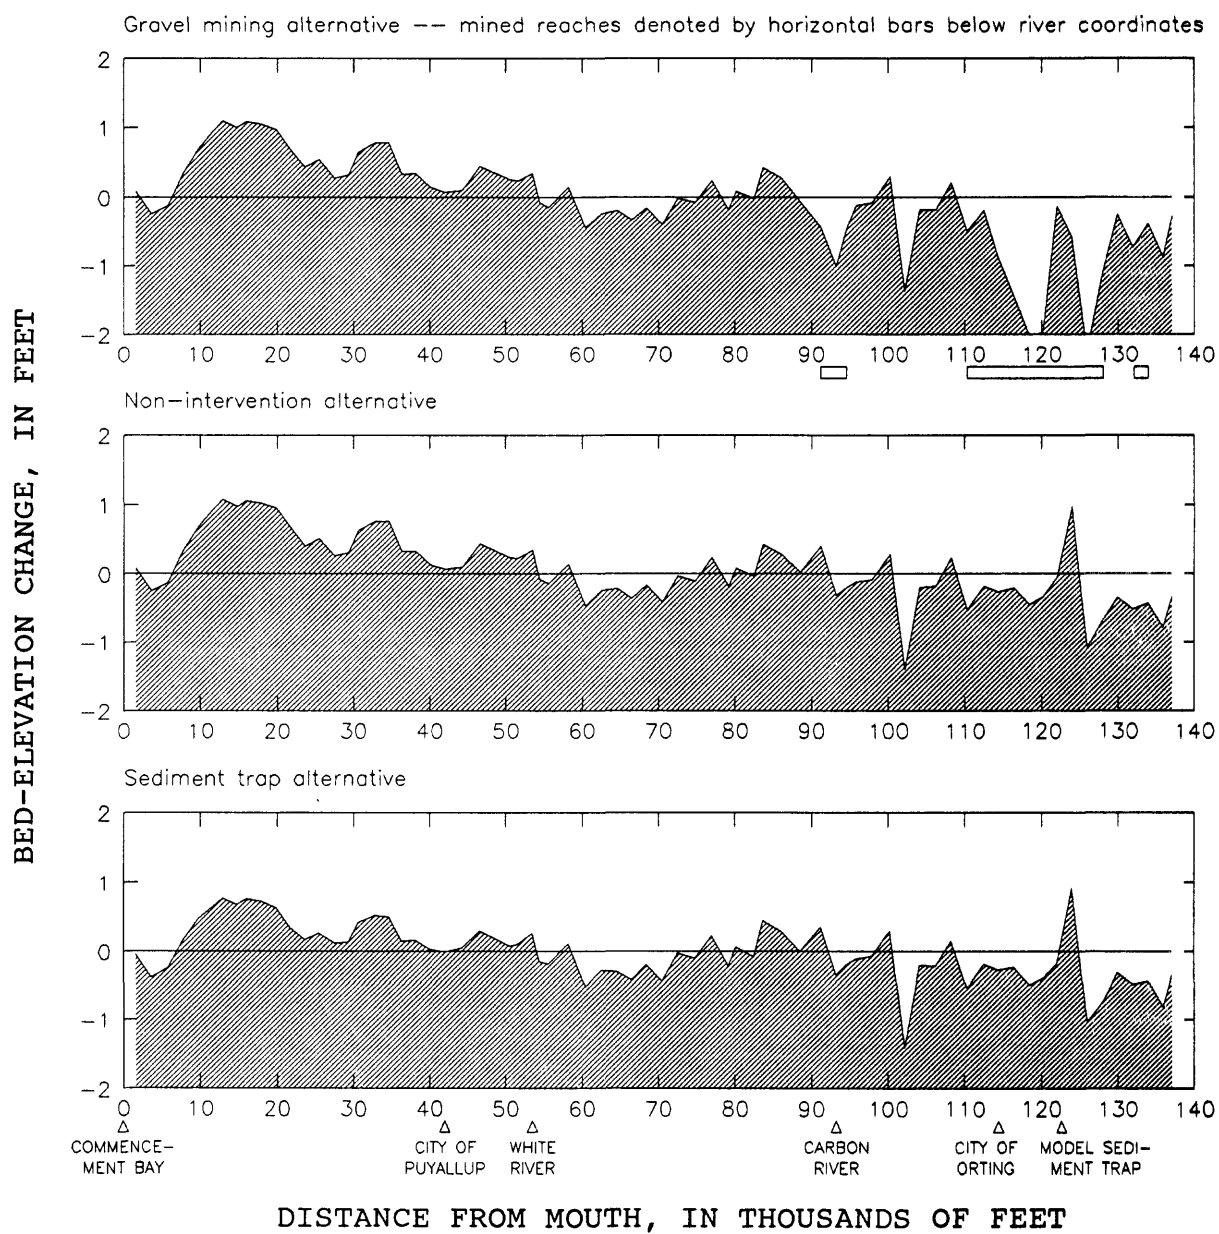 Gravel mining alternative -- mined reaches denoted by horizontal bars below river coordinates
2
1
0
-1
-2
0 10 20 30 40 50 60 70 80 90 100 110 120 130 140
Non-intervention alternative
2
1
0
-1
-2
0 10 20 30 40 50 60 70 80 90 100 110 120 130 140
Sediment trap alternative
2
1
0
-1
-2
0 10 20 30 40 50 60 70 80 90 100 110 120 130 140
COMMENCE-
MENT BAY
CITY OF
PUYALLUP
WHITE
RIVER
CARBON
RIVER
CITY OF
ORTING
MODEL SEDI-
MENT TRAP
BED-ELEVATION CHANGE, IN FEET
DISTANCE FROM MOUTH, IN THOUSANDS OF FEET